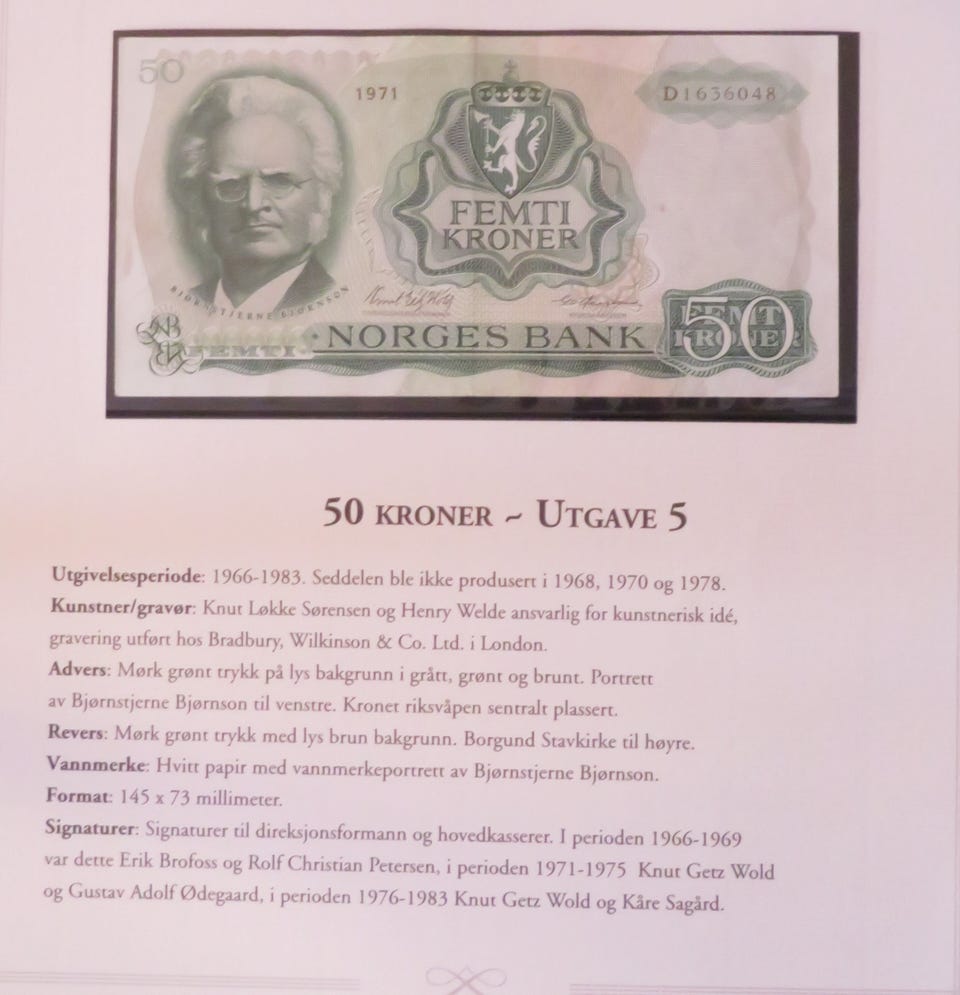 50
1971
D1636048
FEMTI
KRONER
BJØRNSTJERNE BJØRNSON
FEMTI
NORGES BANK
FEMTI
KRONER
50
50 KRONER ~ UTGAVE 5
Utgivelsesperiode: 1966-1983. Seddelen ble ikke produsert i 1968, 1970 og 1978.
Kunstner/gravør: Knut Løkke Sørensen og Henry Welde ansvarlig for kunstnerisk idé,
gravering utført hos Bradbury, Wilkinson & Co. Ltd. i London.
Advers: Mørk grønt trykk på lys bakgrunn i grått, grønt og brunt. Portrett
av Bjørnstjerne Bjørnson til venstre. Kronet riksvåpen sentralt plassert.
Revers: Mørk grønt trykk med lys brun bakgrunn. Borgund Stavkirke til høyre.
Vannmerke: Hvitt papir med vannmerkeportrett av Bjørnstjerne Bjørnson.
Format: 145 x 73 millimeter.
Signaturer: Signaturer til direksjonsformann og hovedkasserer. I perioden 1966-1969
var dette Erik Brofoss og Rolf Christian Petersen, i perioden 1971-1975 Knut Getz Wold
og Gustav Adolf Ødegaard, i perioden 1976-1983 Knut Getz Wold og Kåre Sagård.